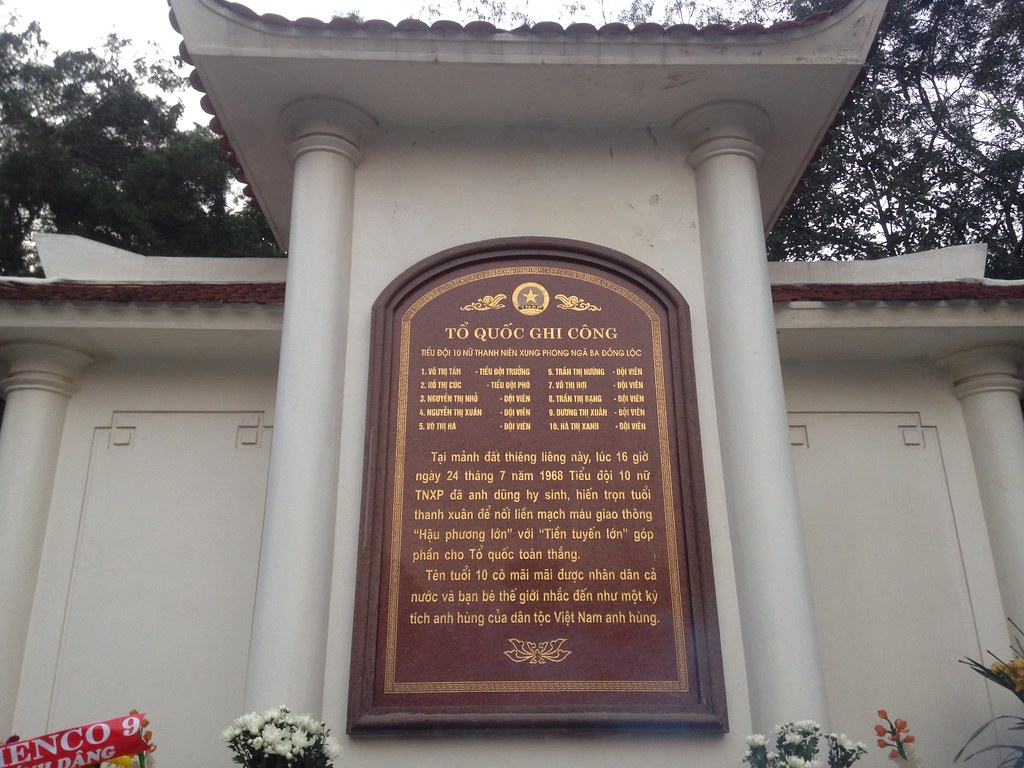 TỔ QUỐC GHI CÔNG
TIỂU ĐỘI 10 NỮ THANH NIÊN XUNG PHONG NGÃ BA ĐỒNG LỘC
1. VÕ THỊ TẦN - TIỂU ĐỘI TRƯỞNG 6. TRẦN THỊ HƯỜNG - ĐỘI VIÊN
2. HỒ THỊ CÚC - TIỂU ĐỘI PHÓ 7. VÕ THỊ HỢI - ĐỘI VIÊN
3. NGUYỄN THỊ NHỎ - ĐỘI VIÊN 8. TRẦN THỊ RẠNG - ĐỘI VIÊN
4. NGUYỄN THỊ XUÂN - ĐỘI VIÊN 9. DƯƠNG THỊ XUÂN - ĐỘI VIÊN
5. VÕ THỊ HÀ - ĐỘI VIÊN 10. HÀ THỊ XANH - ĐỘI VIÊN
Tại mảnh đất thiêng liêng này, lúc 16 giờ
ngày 24 tháng 7 năm 1968 Tiểu đội 10 nữ
TNXP đã anh dũng hy sinh, hiến trọn tuổi
thanh xuân để nối liền mạch máu giao thông
“Hậu phương lớn” với “Tiền tuyến lớn” góp
phần cho Tổ quốc toàn thắng.
Tên tuổi 10 cô mãi mãi được nhân dân cả
nước và bạn bè thế giới nhắc đến như một kỳ
tích anh hùng của dân tộc Việt Nam anh hùng.
IENCO 9
KÍNH DÂNG